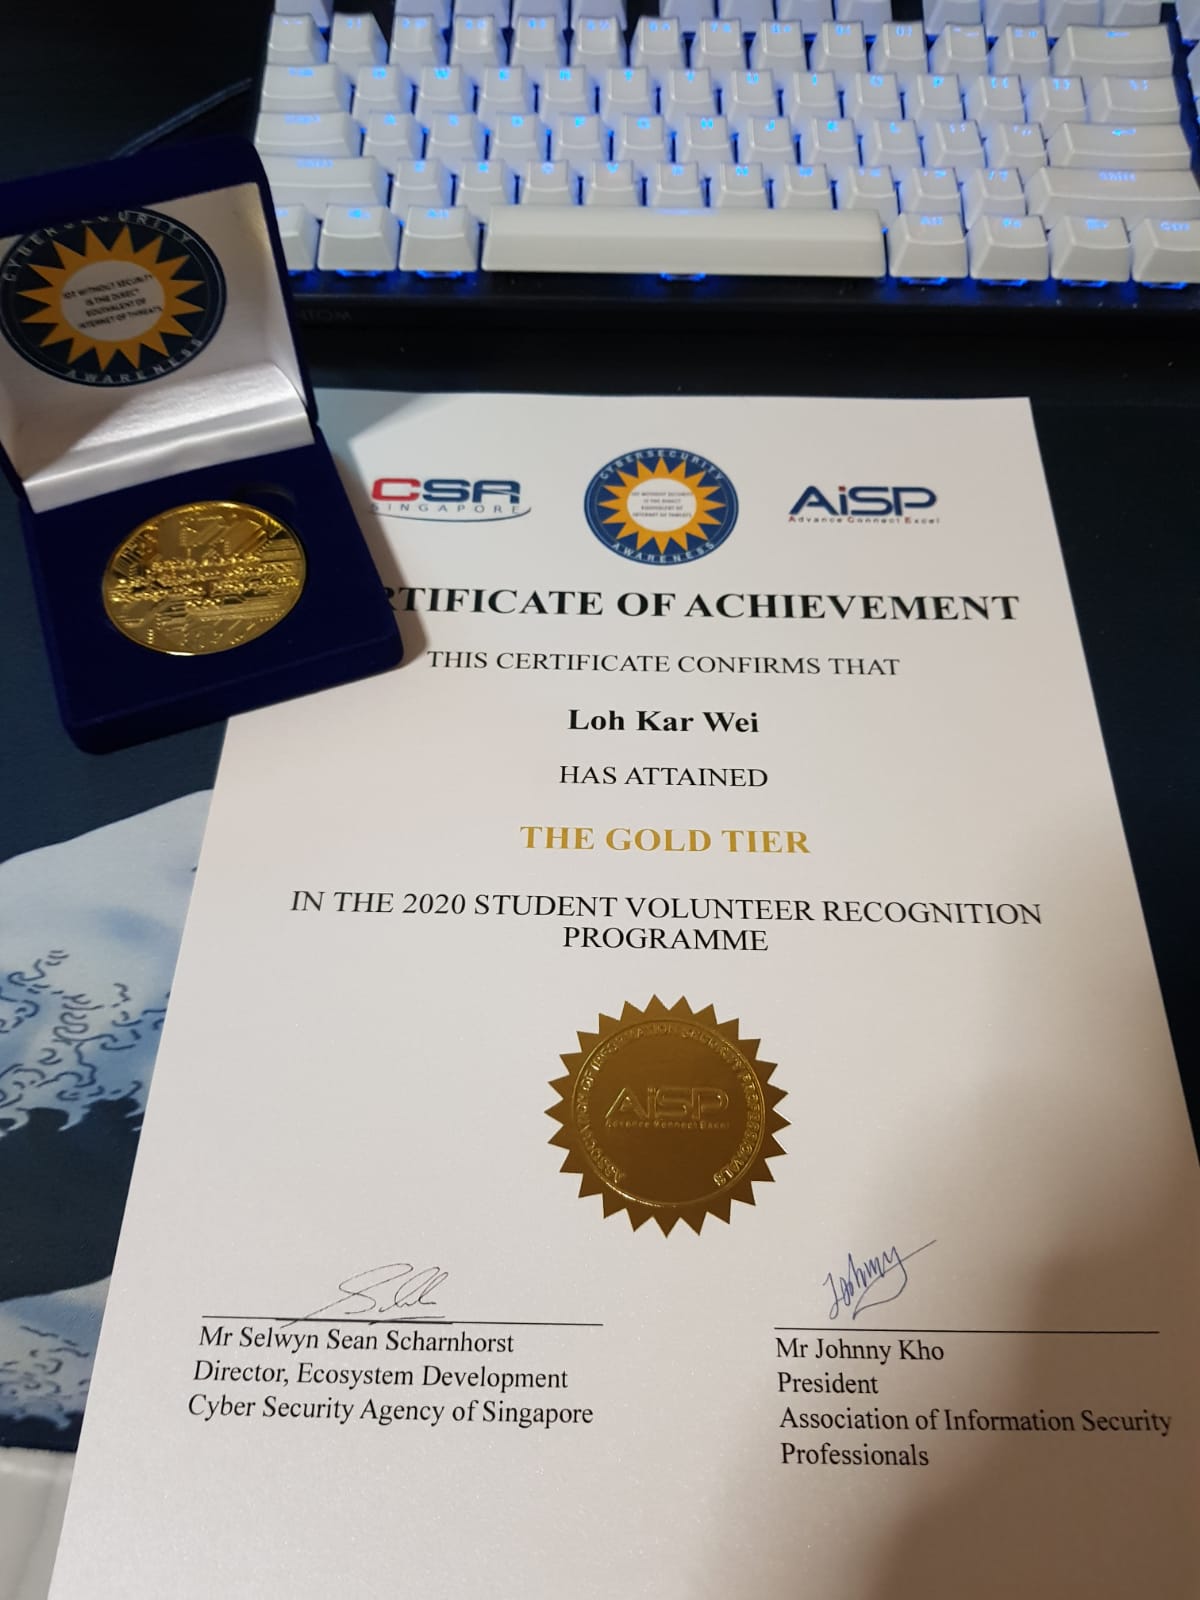 CYBERSECURITY
IOT WITHOUT SECURITY
IS THE DIRECT
EQUIVALENT OF
INTERNET OF THREATS
AWARENESS
CSA
SINGAPORE
CYBERSECURITY
IOT WITHOUT SECURITY
IS THE DIRECT
EQUIVALENT OF
INTERNET OF THREATS
AWARENESS
AiSP
Advance Connect Excel
RTIFICATE OF ACHIEVEMENT
THIS CERTIFICATE CONFIRMS THAT
Loh Kar Wei
HAS ATTAINED
THE GOLD TIER
IN THE 2020 STUDENT VOLUNTEER RECOGNITION
PROGRAMME
ASSOCIATION OF INFORMATION SECURITY PROFESSIONALS
AiSP
Advance Connect Excel
Johnny
Mr Selwyn Sean Scharnhorst
Director, Ecosystem Development
Cyber Security Agency of Singapore
Mr Johnny Kho
President
Association of Information Security
Professionals